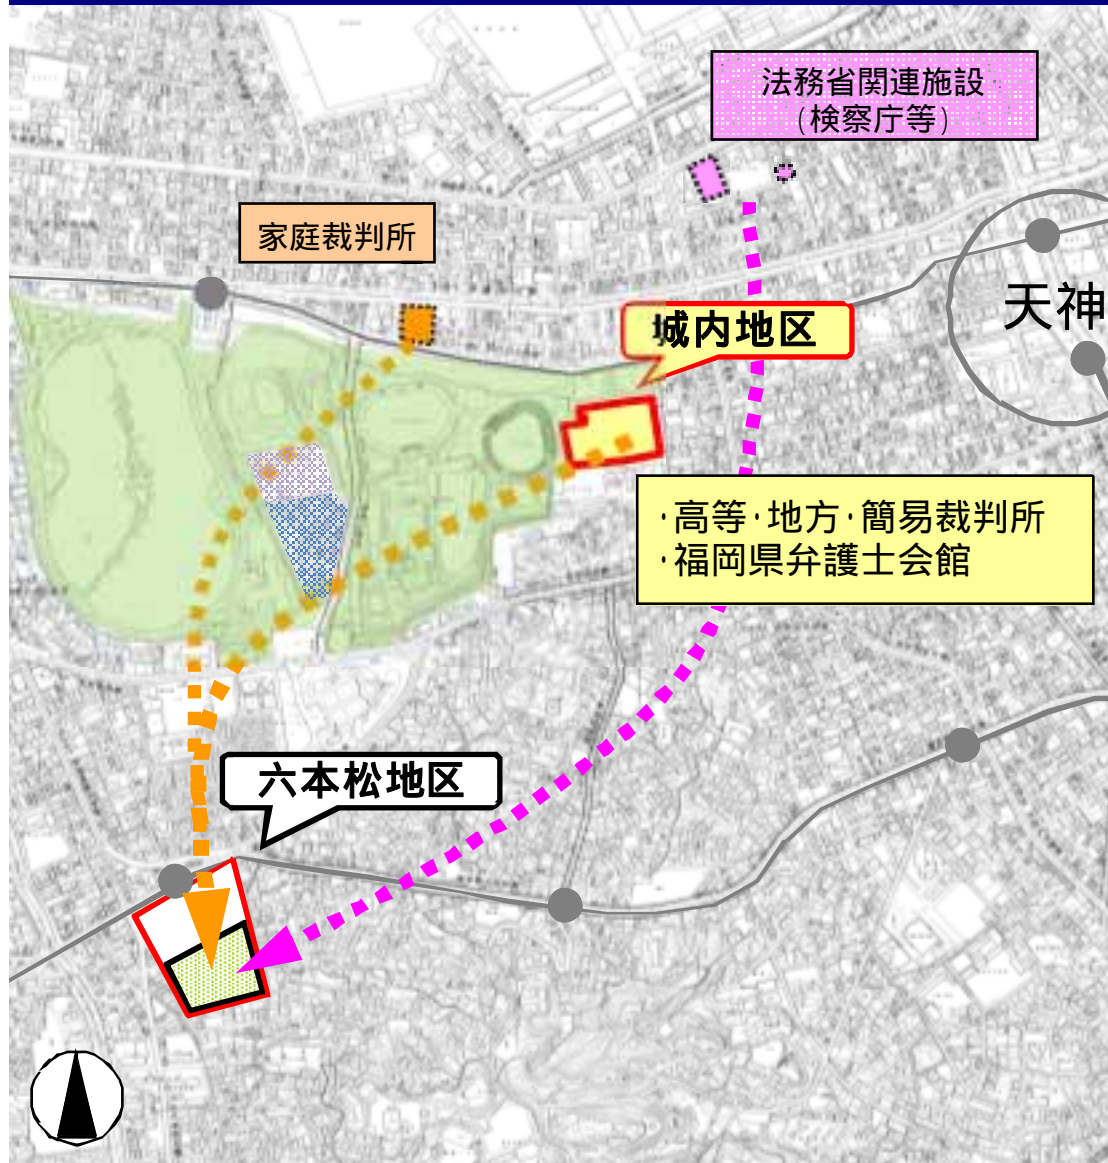 法務省関連施設
(検察庁等)
家庭裁判所
天神
城内地区
・高等・地方・簡易裁判所
・福岡県弁護士会館
六本松地区